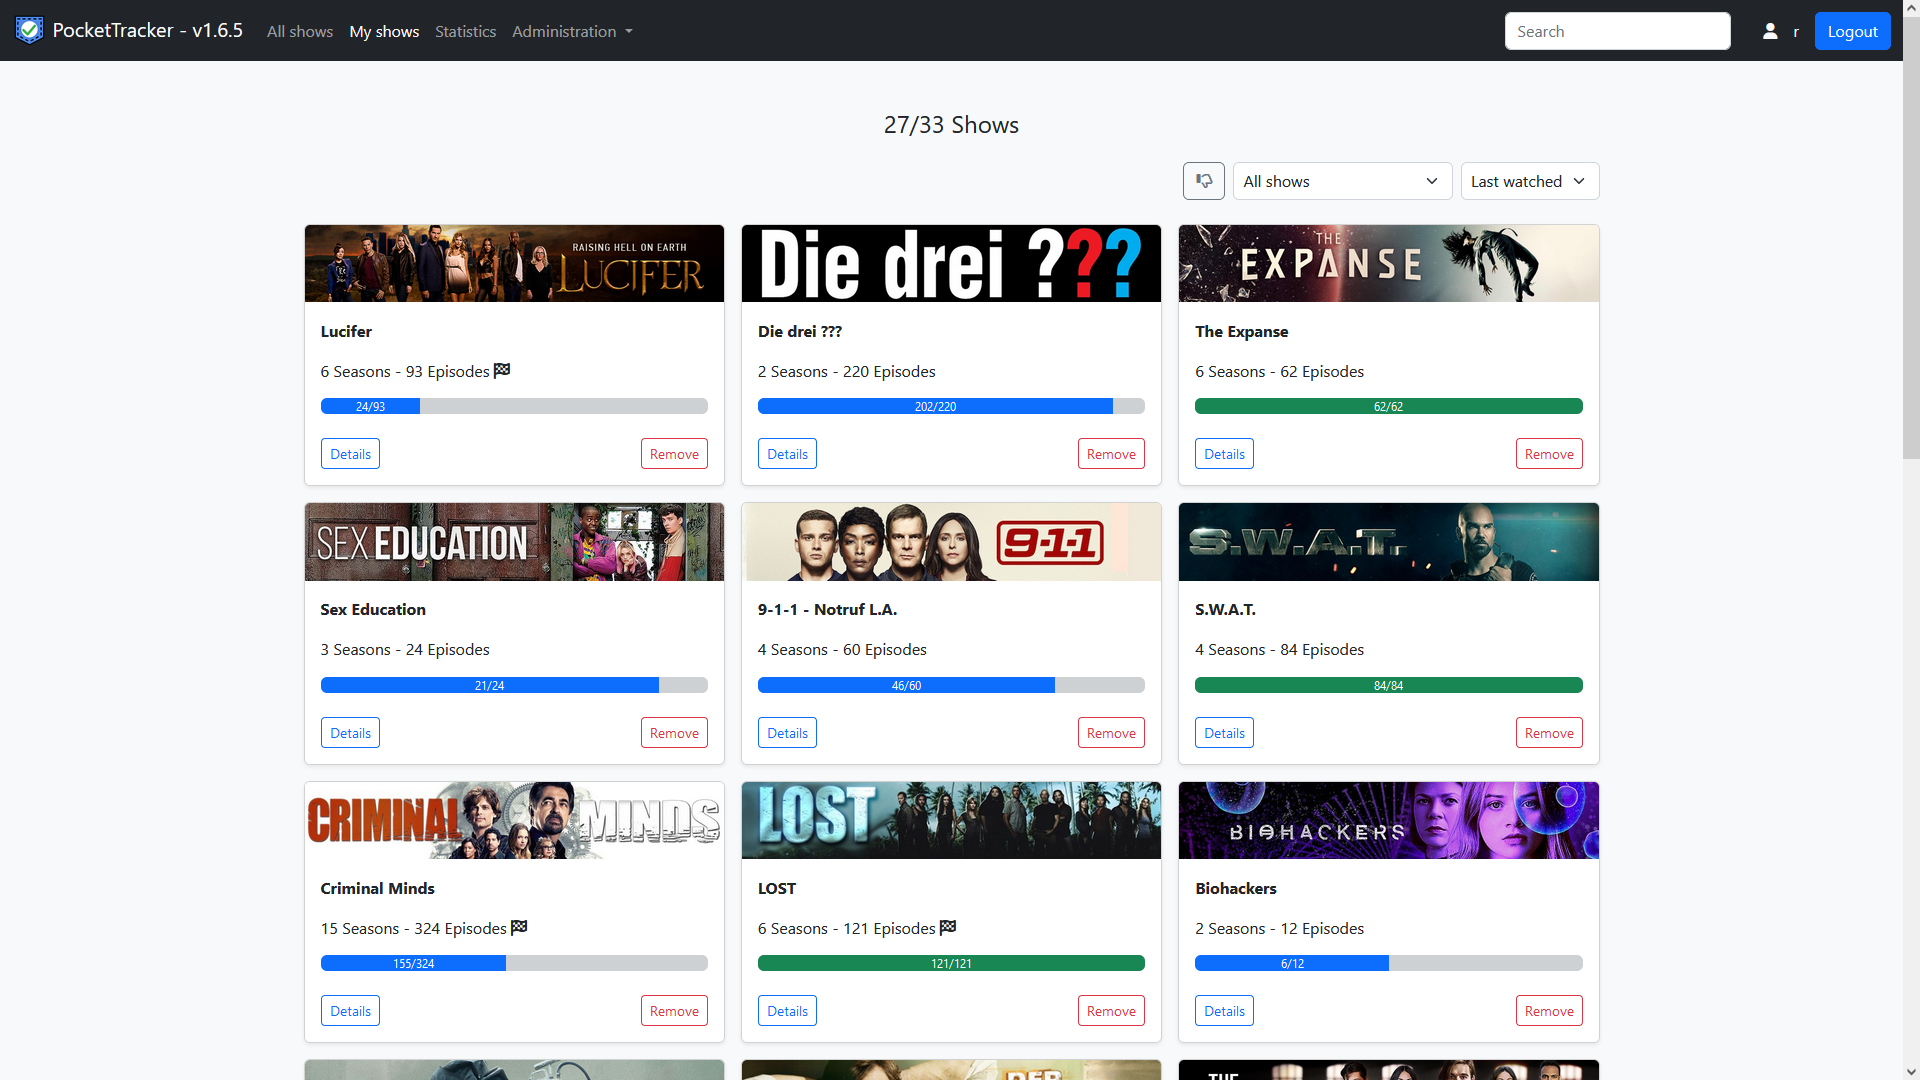 PocketTracker - v1.6.5
All shows
My shows
Statistics
Administration
Search
r
Logout
27/33 Shows
All shows
Last watched
RAISING HELL ON EARTH
LUCIFER
Lucifer
6 Seasons - 93 Episodes
24/93
Details
Remove
Die drei ???
Die drei ???
2 Seasons - 220 Episodes
202/220
Details
Remove
THE
EXPANSE
The Expanse
6 Seasons - 62 Episodes
62/62
Details
Remove
SEX EDUCATION
Sex Education
3 Seasons - 24 Episodes
21/24
Details
Remove
9-1-1
9-1-1 - Notruf L.A.
4 Seasons - 60 Episodes
46/60
Details
Remove
S.W.A.T.
S.W.A.T.
4 Seasons - 84 Episodes
84/84
Details
Remove
CRIMINAL MINDS
Criminal Minds
15 Seasons - 324 Episodes
155/324
Details
Remove
LOST
LOST
6 Seasons - 121 Episodes
121/121
Details
Remove
BIOHACKERS
Biohackers
2 Seasons - 12 Episodes
6/12
Details
Remove
DER
THE